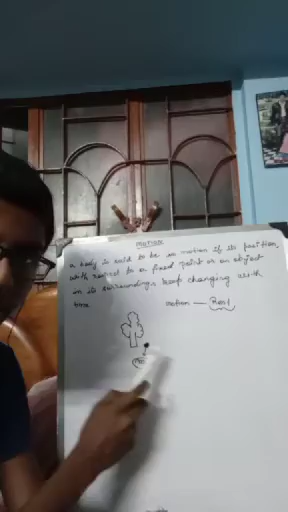 MOTION
A body is said to be in motion if its position
with respect to a fixed point or an object
in its surroundings keep changing with
time
motion — Rest